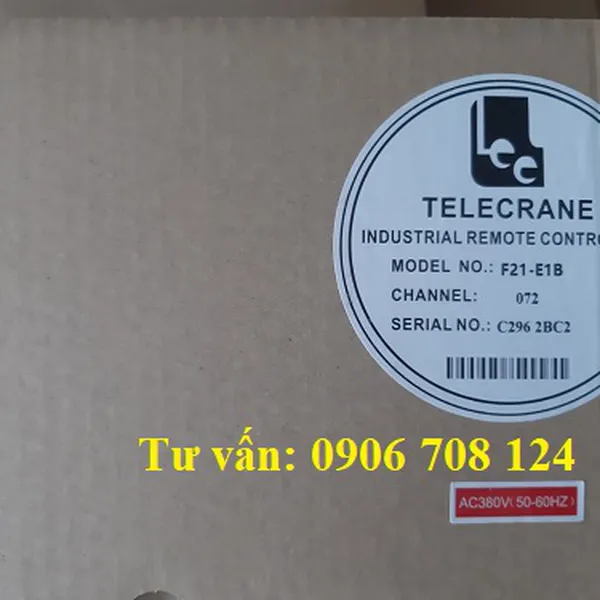 Lee
TELECRANE
INDUSTRIAL REMOTE CONTRO
MODEL NO.: F21-E1B
CHANNEL: 072
SERIAL NO.: C296 2BC2
Tư vấn: 0906 708 124
AC380V( 50-60HZ )